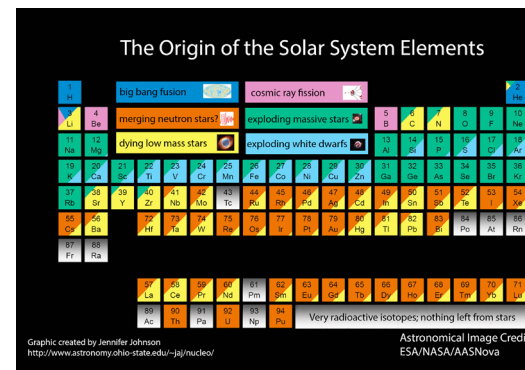 The Origin of the Solar System Elements
1 H
big bang fusion
cosmic ray fission
2 He
3 Li
4 Be
merging neutron stars?
exploding massive stars
5 B
6 C
7 N
8 O
9 F
10 Ne
11 Na
12 Mg
dying low mass stars
exploding white dwarfs
13 Al
14 Si
15 P
16 S
17 Cl
18 Ar
19 K
20 Ca
21 Sc
22 Ti
23 V
24 Cr
25 Mn
26 Fe
27 Co
28 Ni
29 Cu
30 Zn
31 Ga
32 Ge
33 As
34 Se
35 Br
36 Kr
37 Rb
38 Sr
39 Y
40 Zr
41 Nb
42 Mo
43 Tc
44 Ru
45 Rh
46 Pd
47 Ag
48 Cd
49 In
50 Sn
51 Sb
52 Te
53 I
54 Xe
55 Cs
56 Ba
72 Hf
73 Ta
74 W
75 Re
76 Os
77 Ir
78 Pt
79 Au
80 Hg
81 Tl
82 Pb
83 Bi
84 Po
85 At
86 Rn
87 Fr
88 Ra
57 La
58 Ce
59 Pr
60 Nd
61 Pm
62 Sm
63 Eu
64 Gd
65 Tb
66 Dy
67 Ho
68 Er
69 Tm
70 Yb
71 Lu
89 Ac
90 Th
91 Pa
92 U
93 Np
94 Pu
Very radioactive isotopes; nothing left from stars
Graphic created by Jennifer Johnson
http://www.astronomy.ohio-state.edu/~jaj/nucleo/
Astronomical Image Credi
ESA/NASA/AASNova